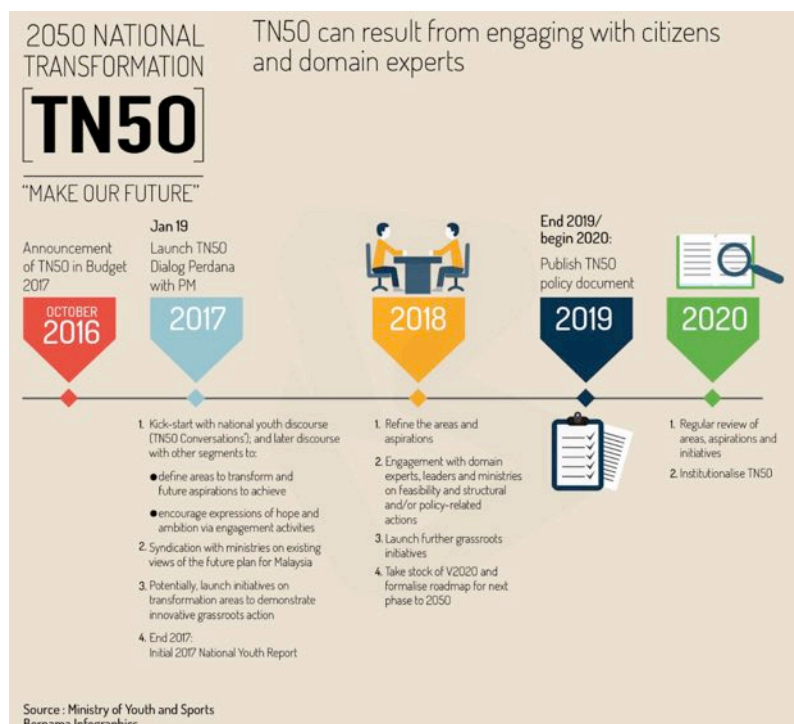 2050 NATIONAL
TRANSFORMATION
[TN50]
"MAKE OUR FUTURE"
TN50 can result from engaging with citizens
and domain experts
Announcement
of TN50 in Budget
2017
OCTOBER
2016
Jan 19
Launch TN50
Dialog Perdana
with PM
2017
2018
End 2019/
begin 2020:
Publish TN50
policy document
2019
2020
1. Kick-start with national youth discourse
(TN50 Conversations'); and later discourse
with other segments to:
● define areas to transform and
future aspirations to achieve
● encourage expressions of hope and
ambition via engagement activities
2. Syndication with ministries on existing
views of the future plan for Malaysia
3. Potentially, launch initiatives on
transformation areas to demonstrate
innovative grassroots action
4. End 2017:
Initial 2017 National Youth Report
1. Refine the areas and
aspirations
2. Engagement with domain
experts, leaders and ministries
on feasibility and structural
and/or policy-related
actions
3. Launch further grassroots
initiatives
4. Take stock of V2020 and
formalise roadmap for next
phase to 2050
1. Regular review of
areas, aspirations and
initiatives
2. Institutionalise TN50
Source : Ministry of Youth and Sports
Bernama Infographics